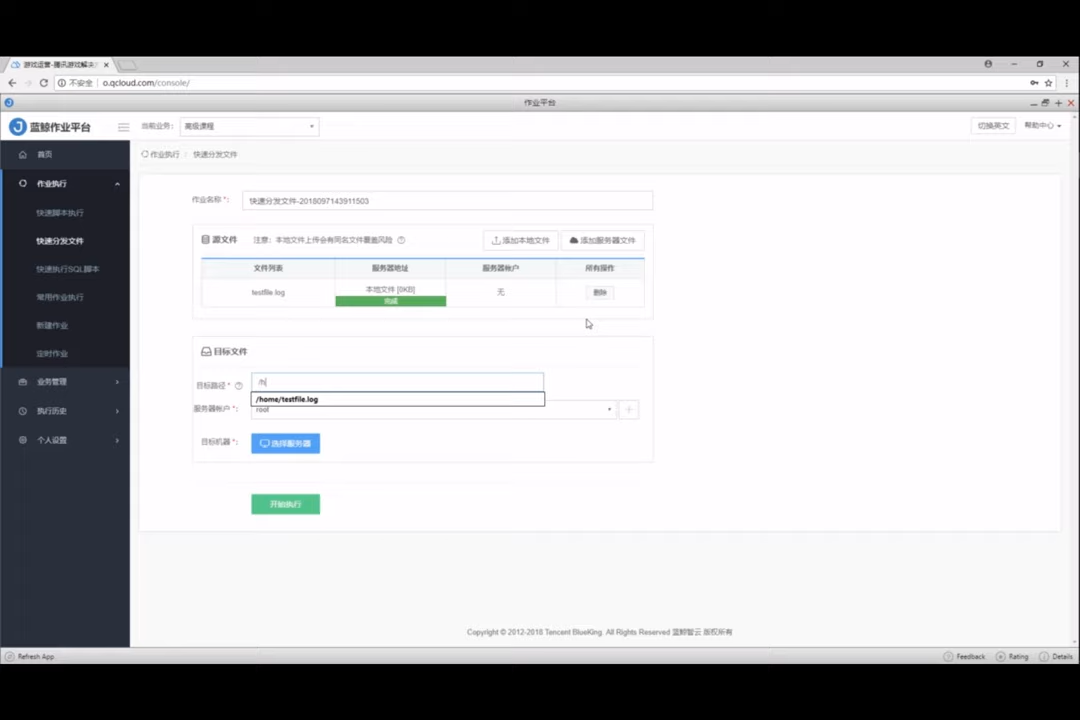 游戏运营-腾讯游戏解决方
不安全 o.qcloud.com/console/
作业平台
蓝鲸作业平台
当前业务: 高级课程
切换英文 帮助中心
首页
作业执行
快速脚本执行
快速分发文件
快速执行SQL脚本
常用作业执行
新建作业
定时作业
业务管理
执行历史
个人设置
作业执行 / 快速分发文件
作业名称*: 快速分发文件-2018097143911503
源文件 注意: 本地文件上传会有同名文件覆盖风险 添加本地文件 添加服务器文件
文件列表 服务器地址 服务器帐户 所有操作
testfile.log 本地文件 [0KB] 无 删除
完成
目标文件
目标路径* /h
/home/testfile.log
服务器帐户*: root
目标机器*: 选择服务器
开始执行
Copyright © 2012-2018 Tencent BlueKing. All Rights Reserved 蓝鲸智云 版权所有
Refresh App Feedback Rating Details